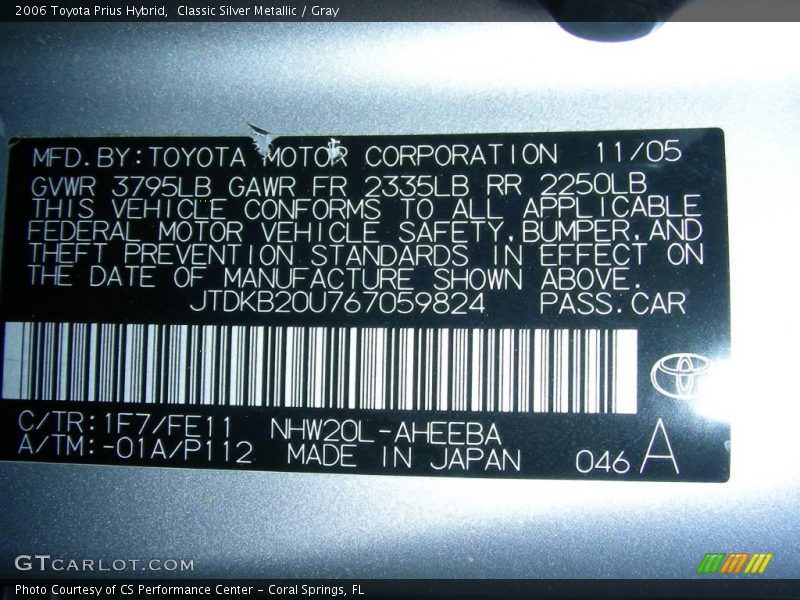 2006 Toyota Prius Hybrid,  Classic Silver Metallic / Gray
MFD.BY:TOYOTA MOTOR CORPORATION 11/05
GVWR 3795LB GAWR FR 2335LB RR 2250LB
THIS VEHICLE CONFORMS TO ALL APPLICABLE
FEDERAL MOTOR VEHICLE SAFETY,BUMPER,AND
THEFT PREVENTION STANDARDS IN EFFECT ON
THE DATE OF MANUFACTURE SHOWN ABOVE.
JTDKB20U767059824 PASS.CAR
C/TR:1F7/FE11 NHW20L-AHEEBA
A/TM:-01A/P112 MADE IN JAPAN 046 A
GTCARLOT.COM
Photo Courtesy of CS Performance Center - Coral Springs, FL